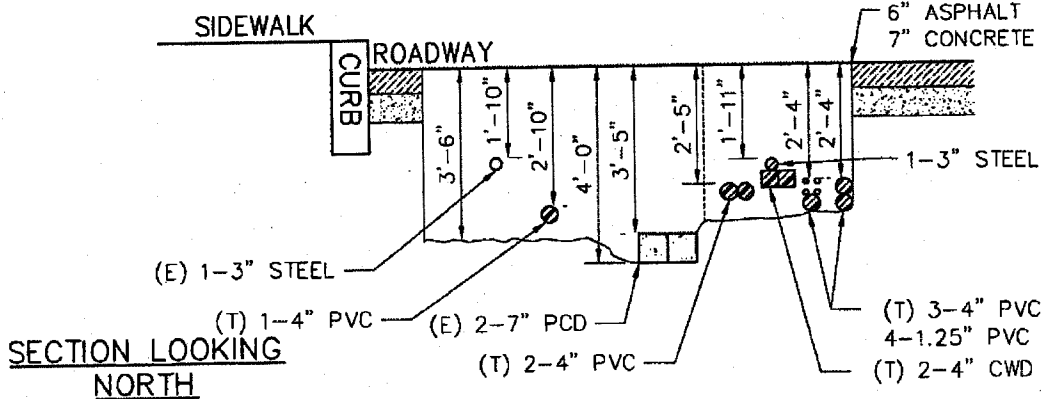 SIDEWALK
6" ASPHALT
7" CONCRETE
ROADWAY
CURB
3'-6"
1'-10"
2'-10"
4'-0"
3'-5"
2'-5"
1'-11"
2'-4"
2'-4"
1-3" STEEL
(E) 1-3" STEEL
(T) 1-4" PVC
(E) 2-7" PCD
(T) 2-4" PVC
(T) 3-4" PVC
4-1.25" PVC
(T) 2-4" CWD
SECTION LOOKING
NORTH